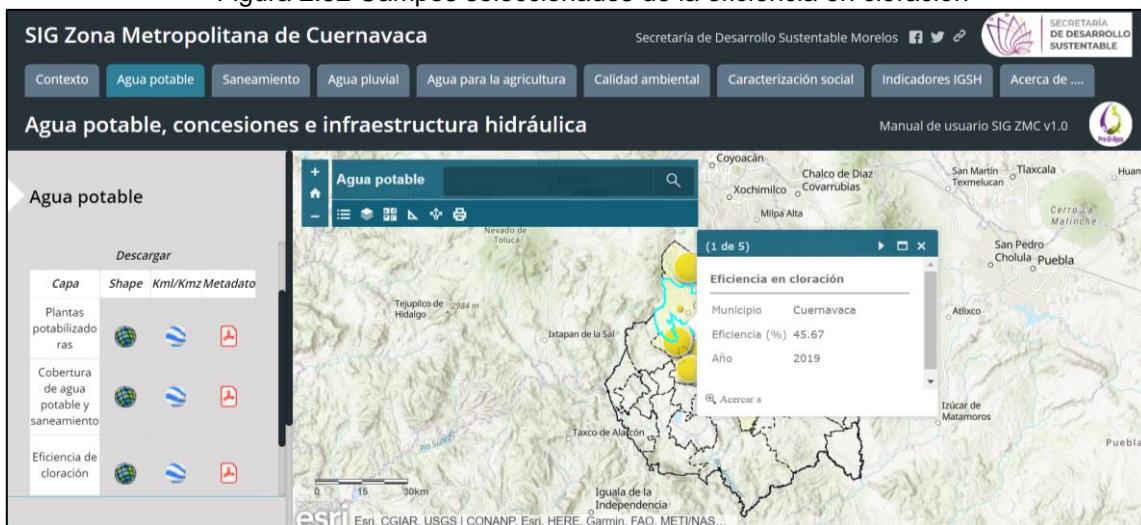 Figura 2.32 Campos seleccionados de la eficiencia en cloración
SIG Zona Metropolitana de Cuernavaca
Secretaría de Desarrollo Sustentable Morelos
SECRETARÍA
DE DESARROLLO
SUSTENTABLE
Contexto
Agua potable
Saneamiento
Agua pluvial
Agua para la agricultura
Calidad ambiental
Caracterización social
Indicadores IGSH
Acerca de ....
Agua potable, concesiones e infraestructura hidráulica
Manual de usuario SIG ZMC v1.0
Agua potable
Descargar
Capa Shape Kml/Kmz Metadato
Plantas
potabilizado
ras
Cobertura
de agua
potable y
saneamiento
Eficiencia de
cloración
+
Agua potable
−
Nevado de
Toluca
Tejupilco de
Hidalgo
2984 m
Ixtapan de la Sal
Taxco de Alarcón
Iguala de la
Independencia
Coyoacán
Xochimilco
Chalco de Díaz
Covarrubias
Milpa Alta
San Martín
Texmelucan
Tlaxcala
Huam
Cerro La
Malinche
San Pedro
Cholula
Puebla
Atlixco
Izúcar de
Matamoros
Puebla
(1 de 5)
Eficiencia en cloración
Municipio Cuernavaca
Eficiencia (%) 45.67
Año 2019
Acercar a
0 15 30km
POWERED BY
esri
Esri, CGIAR, USGS | CONANP, Esri, HERE, Garmin, FAO, METI/NAS...